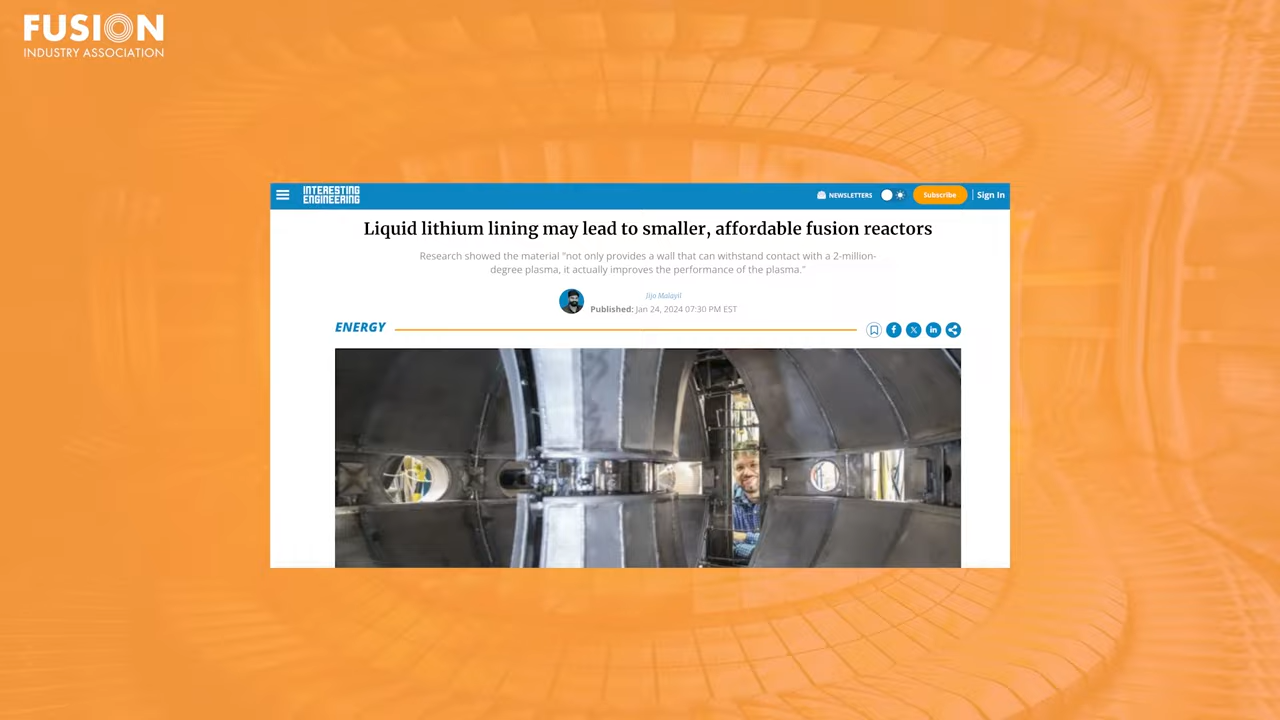 FUSION
INDUSTRY ASSOCIATION
INTERESTING
ENGINEERING
NEWSLETTERS
Subscribe
Sign In
Liquid lithium lining may lead to smaller, affordable fusion reactors
Research showed the material "not only provides a wall that can withstand contact with a 2-million-
degree plasma, it actually improves the performance of the plasma."
Jijo Malayil
Published: Jan 24, 2024 07:30 PM EST
ENERGY